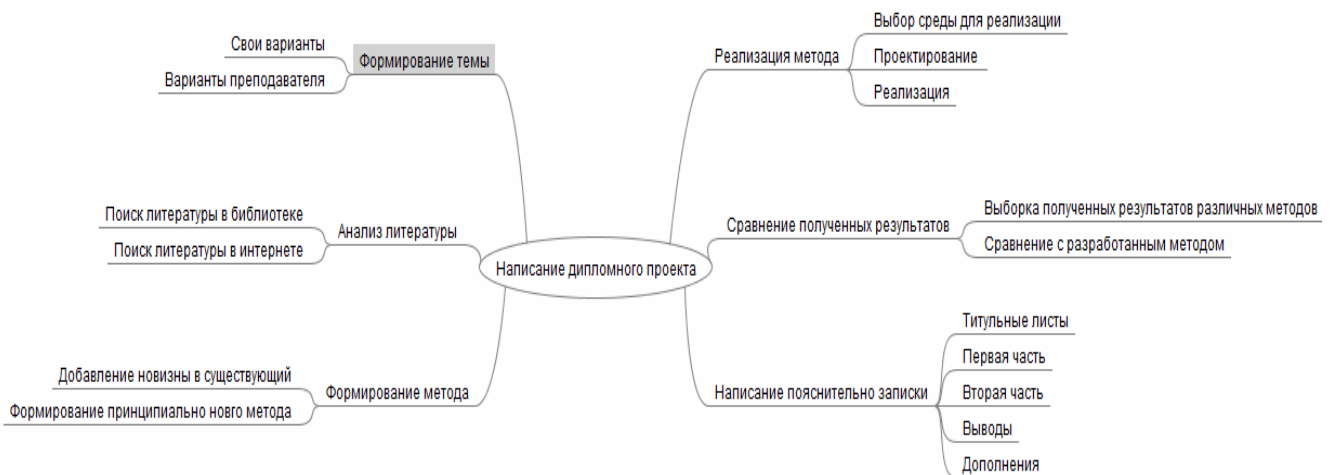 Свои варианты
Варианты преподавателя
Формирование темы
Поиск литературы в библиотеке
Поиск литературы в интернете
Анализ литературы
Добавление новизны в существующий
Формирование принципиально новго метода
Формирование метода
Написание дипломного проекта
Реализация метода
Выбор среды для реализации
Проектирование
Реализация
Сравнение полученных результатов
Выборка полученных результатов различных методов
Сравнение с разработанным методом
Написание пояснительно записки
Титульные листы
Первая часть
Вторая часть
Выводы
Дополнения